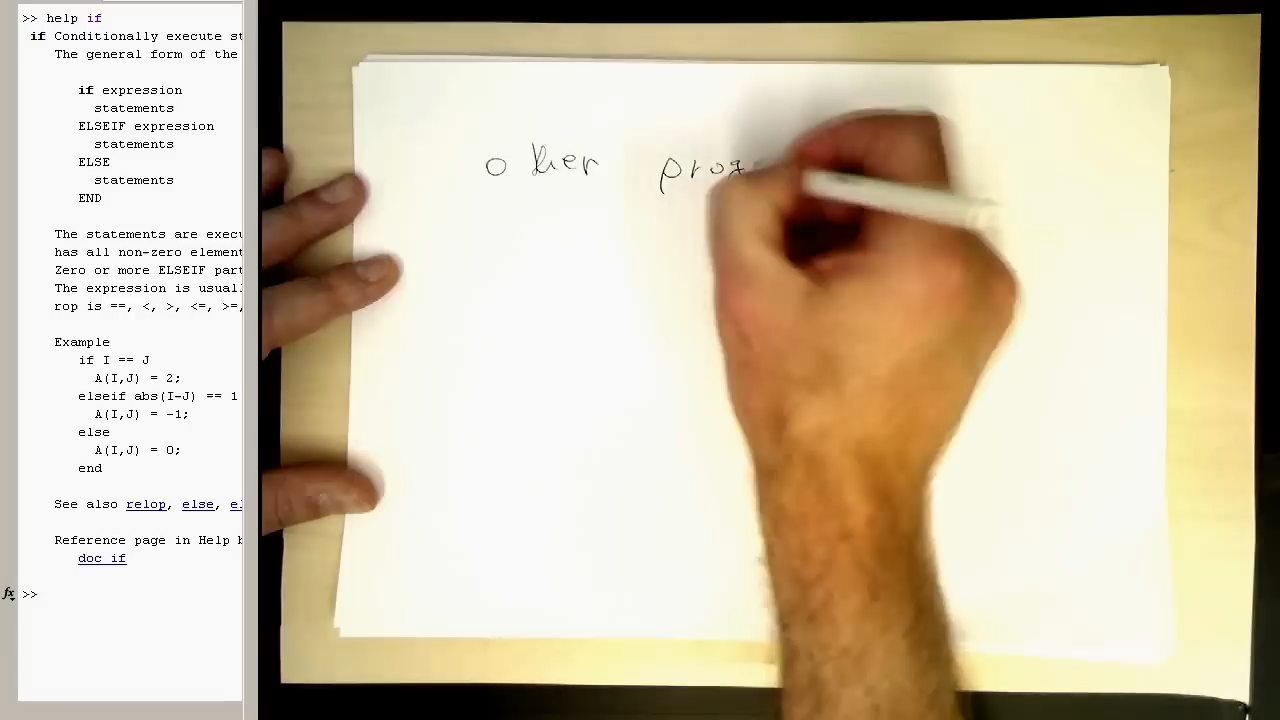 >> help if
if Conditionally execute st
The general form of the
if expression
statements
ELSEIF expression
statements
ELSE
statements
END
The statements are execu
has all non-zero element
Zero or more ELSEIF part
The expression is usual
rop is ==, <, >, <=, >=,
Example
if I == J
A(I,J) = 2;
elseif abs(I-J) == 1
A(I,J) = -1;
else
A(I,J) = 0;
end
See also relop, else, el
Reference page in Help b
doc if
fx >>
other prog